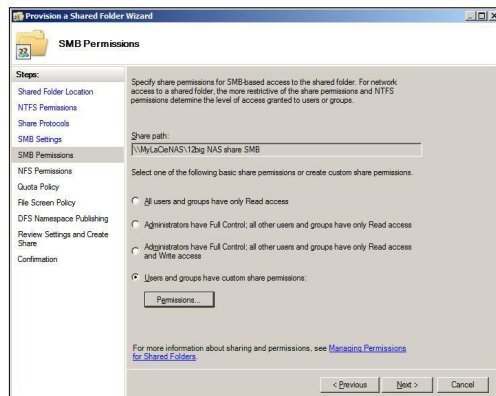 Provision a Shared Folder Wizard
SMB Permissions
Steps:
Shared Folder Location
NTFS Permissions
Share Protocols
SMB Settings
SMB Permissions
NFS Permissions
Quota Policy
File Screen Policy
DFS Namespace Publishing
Review Settings and Create
Share
Confirmation
Specify share permissions for SMB-based access to the shared folder. For network
access to a shared folder, the more restrictive of the share permissions and NTFS
permissions determine the level of access granted to users or groups.
Share path:
\\MyLaCieNAS\12big NAS share SMB
Select one of the following basic share permissions or create custom share permissions.
All users and groups have only Read access
Administrators have Full Control; all other users and groups have only Read access
Administrators have Full Control; all other users and groups have only Read access
and Write access
Users and groups have custom share permissions:
Permissions...
For more information about sharing and permissions, see Managing Permissions
for Shared Folders.
< Previous
Next >
Cancel